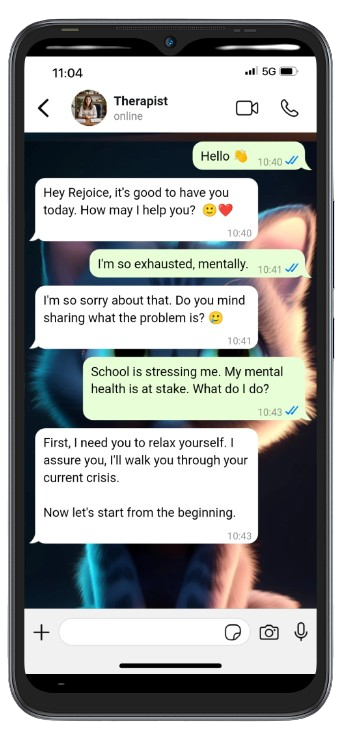 11:04
5G
Therapist
online
Hello 👋 10:40
Hey Rejoice, it's good to have you
today. How may I help you? 🙂❤️
10:40
I'm so exhausted, mentally. 10:41
I'm so sorry about that. Do you mind
sharing what the problem is? 🥲
10:41
School is stressing me. My mental
health is at stake. What do I do?
10:43
First, I need you to relax yourself. I
assure you, I'll walk you through your
current crisis.
Now let's start from the beginning.
10:43